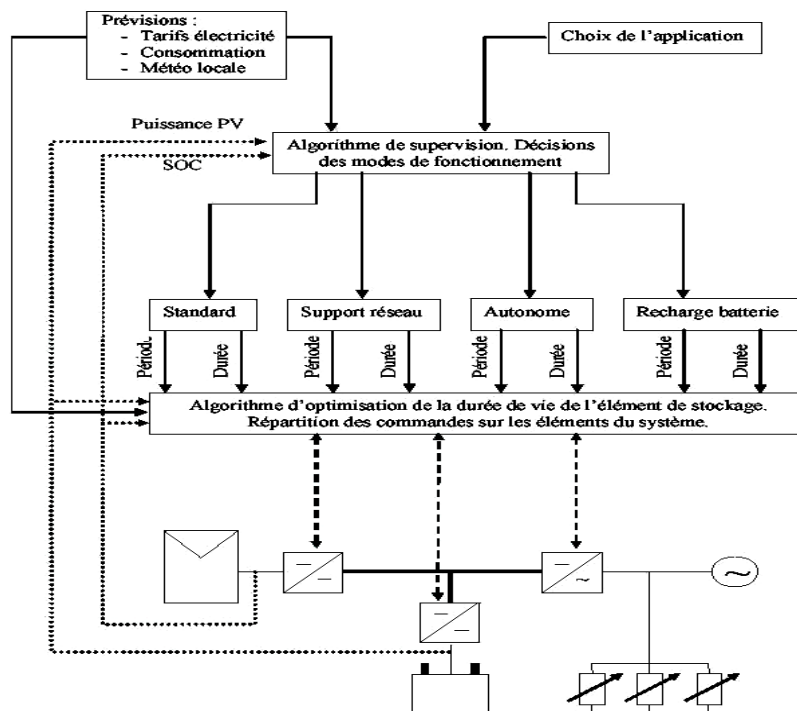 Prévisions :
- Tarifs électricité
- Consommation
- Météo locale
Choix de l'application
Puissance PV
SOC
Algorithme de supervision. Décisions
des modes de fonctionnement
Standard
Support réseau
Autonome
Recharge batterie
Périod.
Durée
Période
Durée
Période
Durée
Période
Durée
Algorithme d'optimisation de la durée de vie de l'élément de stockage.
Répartition des commandes sur les éléments du système.